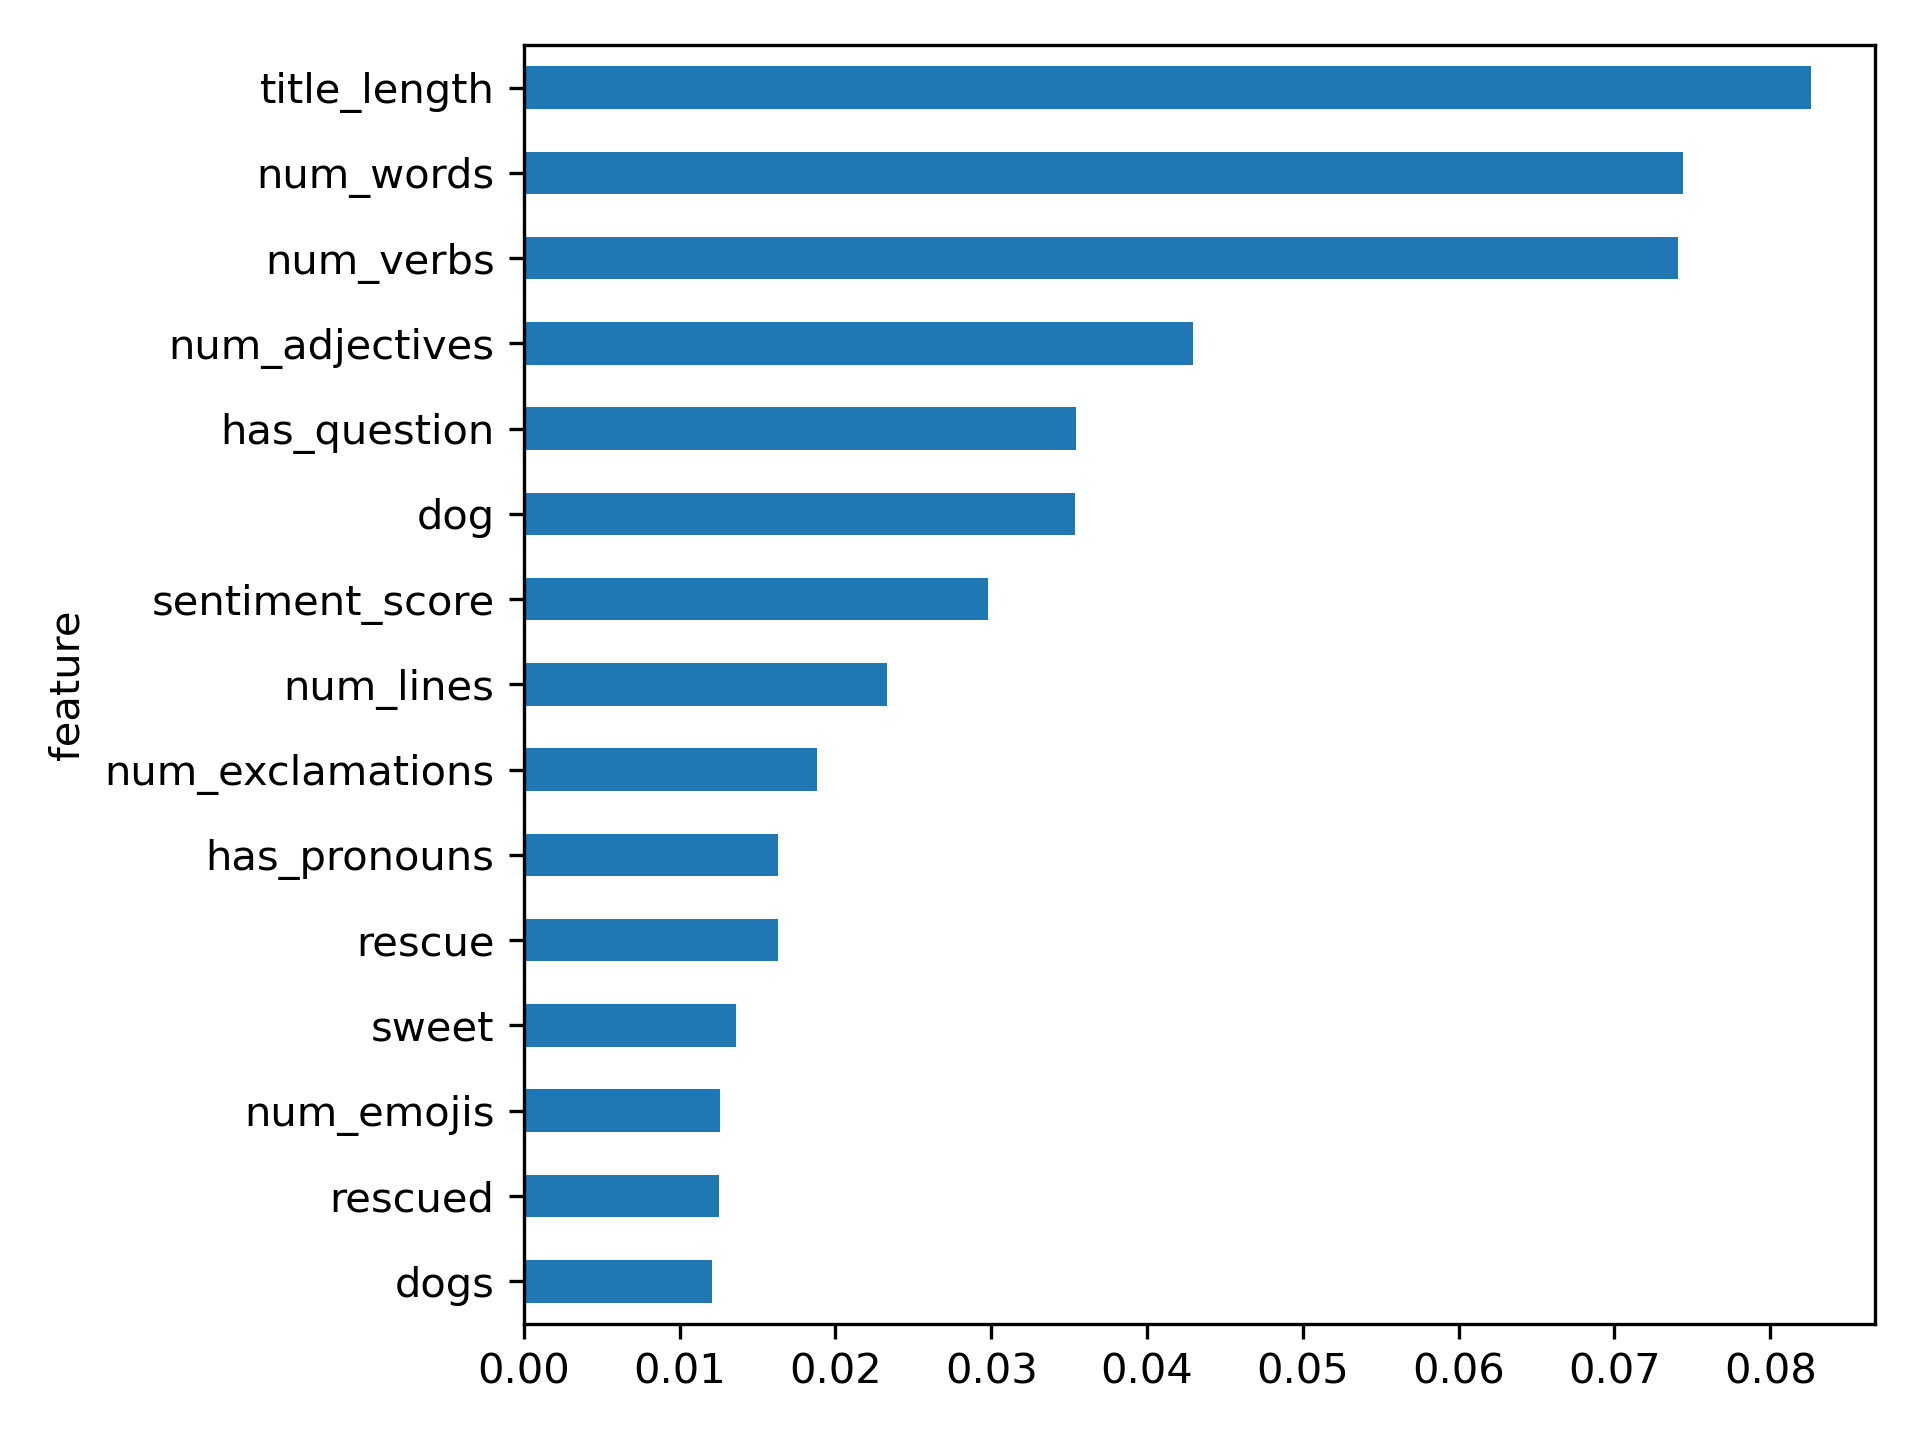 title_length
num_words
num_verbs
num_adjectives
has_question
dog
sentiment_score
num_lines
num_exclamations
has_pronouns
rescue
sweet
num_emojis
rescued
dogs
feature
0.00 0.01 0.02 0.03 0.04 0.05 0.06 0.07 0.08